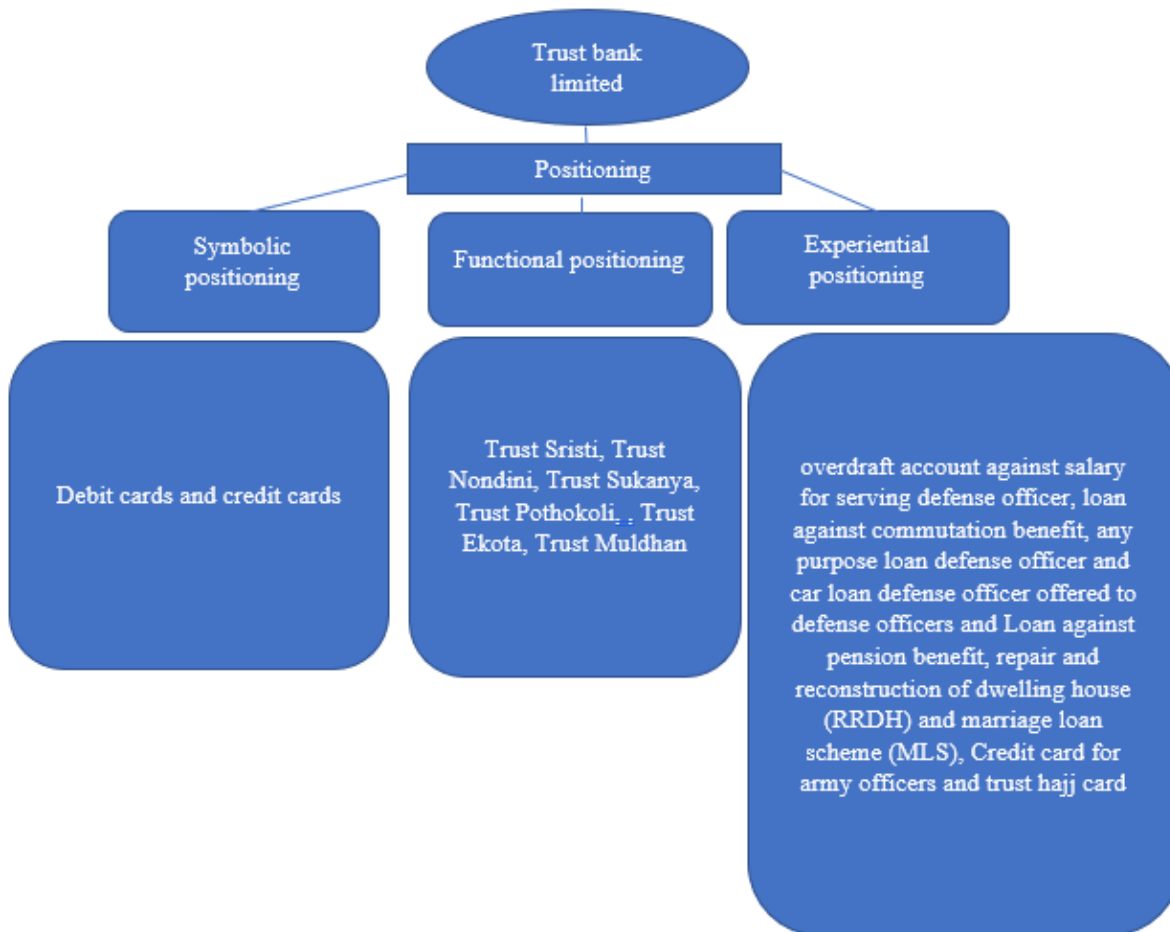 Trust bank
limited
Positioning
Symbolic
positioning
Functional positioning
Experiential
positioning
Debit cards and credit cards
Trust Sristi, Trust
Nondini, Trust Sukanya,
Trust Pothokoli, , Trust
Ekota, Trust Muldhan
overdraft account against salary
for serving defense officer, loan
against commutation benefit, any
purpose loan defense officer and
car loan defense officer offered to
defense officers and Loan against
pension benefit, repair and
reconstruction of dwelling house
(RRDH) and marriage loan
scheme (MLS), Credit card for
army officers and trust hajj card